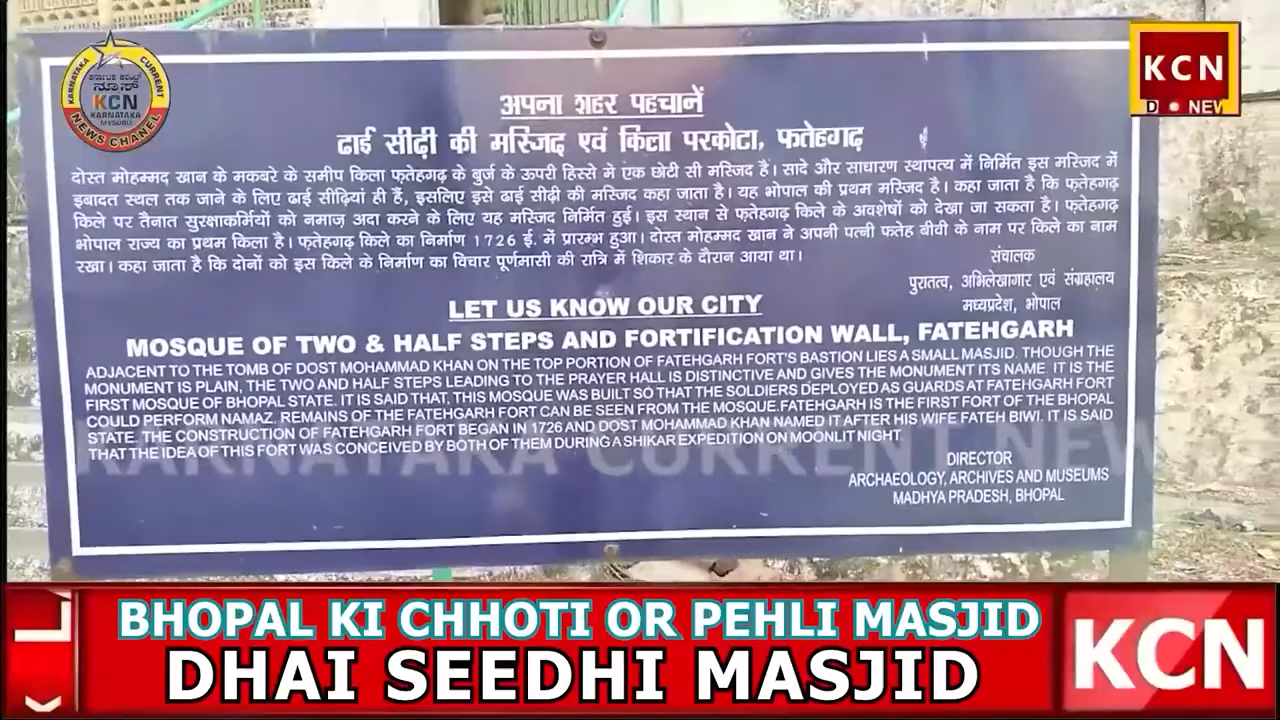 KARNATAKA CURRENT
ಕರ್ನಾಟಕ ಕರೆಂಟ್
ನ್ಯೂಸ್
KCN
KARNATAKA
MYSURU
NEWS CHANEL
KCN
NEW
अपना शहर पहचानें
ढाई सीढ़ी की मस्जिद एवं किला परकोटा, फतेहगढ़
दोस्त मोहम्मद खान के मकबरे के समीप किला फ़तेहगढ़ के बुर्ज के ऊपरी हिस्से मे एक छोटी सी मस्जिद है। सादे और साधारण स्थापत्य में निर्मित इस मस्जिद में
इबादत स्थल तक जाने के लिए ढाई सीढ़ियां ही हैं, इसलिए इसे ढाई सीढ़ी की मस्जिद कहा जाता है। यह भोपाल की प्रथम मस्जिद है। कहा जाता है कि फ़तेहगढ़
किले पर तैनात सुरक्षाकर्मियों को नमाज़ अदा करने के लिए यह मस्जिद निर्मित हुई। इस स्थान से फ़तेहगढ़ किले के अवशेषों को देखा जा सकता है। फ़तेहगढ़
भोपाल राज्य का प्रथम किला है। फ़तेहगढ़ किले का निर्माण 1726 ई. में प्रारम्भ हुआ। दोस्त मोहम्मद खान ने अपनी पत्नी फतेह बीवी के नाम पर किले का नाम
रखा। कहा जाता है कि दोनों को इस किले के निर्माण का विचार पूर्णमासी की रात्रि में शिकार के दौरान आया था।
संचालक
पुरातत्व, अभिलेखागार एवं संग्रहालय
मध्यप्रदेश, भोपाल
LET US KNOW OUR CITY
MOSQUE OF TWO & HALF STEPS AND FORTIFICATION WALL, FATEHGARH
ADJACENT TO THE TOMB OF DOST MOHAMMAD KHAN ON THE TOP PORTION OF FATEHGARH FORT'S BASTION LIES A SMALL MASJID. THOUGH THE
MONUMENT IS PLAIN, THE TWO AND HALF STEPS LEADING TO THE PRAYER HALL IS DISTINCTIVE AND GIVES THE MONUMENT ITS NAME. IT IS THE
FIRST MOSQUE OF BHOPAL STATE. IT IS SAID THAT, THIS MOSQUE WAS BUILT SO THAT THE SOLDIERS DEPLOYED AS GUARDS AT FATEHGARH FORT
COULD PERFORM NAMAZ. REMAINS OF THE FATEHGARH FORT CAN BE SEEN FROM THE MOSQUE.FATEHGARH IS THE FIRST FORT OF THE BHOPAL
STATE. THE CONSTRUCTION OF FATEHGARH FORT BEGAN IN 1726 AND DOST MOHAMMAD KHAN NAMED IT AFTER HIS WIFE FATEH BIWI. IT IS SAID
THAT THE IDEA OF THIS FORT WAS CONCEIVED BY BOTH OF THEM DURING A SHIKAR EXPEDITION ON MOONLIT NIGHT.
KARNATAKA CURRENT NEW
DIRECTOR
ARCHAEOLOGY, ARCHIVES AND MUSEUMS
MADHYA PRADESH, BHOPAL
BHOPAL KI CHHOTI OR PEHLI MASJID
DHAI SEEDHI MASJID
KCN